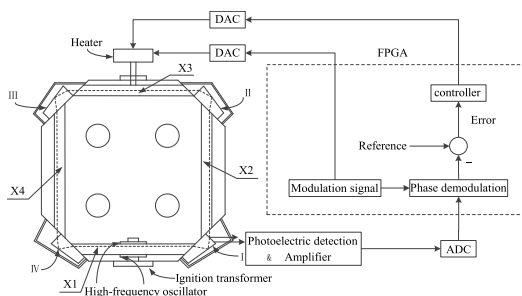 DAC
Heater
DAC
FPGA
X3
III
II
controller
Error
Reference
X4
X2
−
Modulation signal
Phase demodulation
I
Photoelectric detection
& Amplifier
ADC
IV
X1
Ignition transformer
High-frequency oscillator